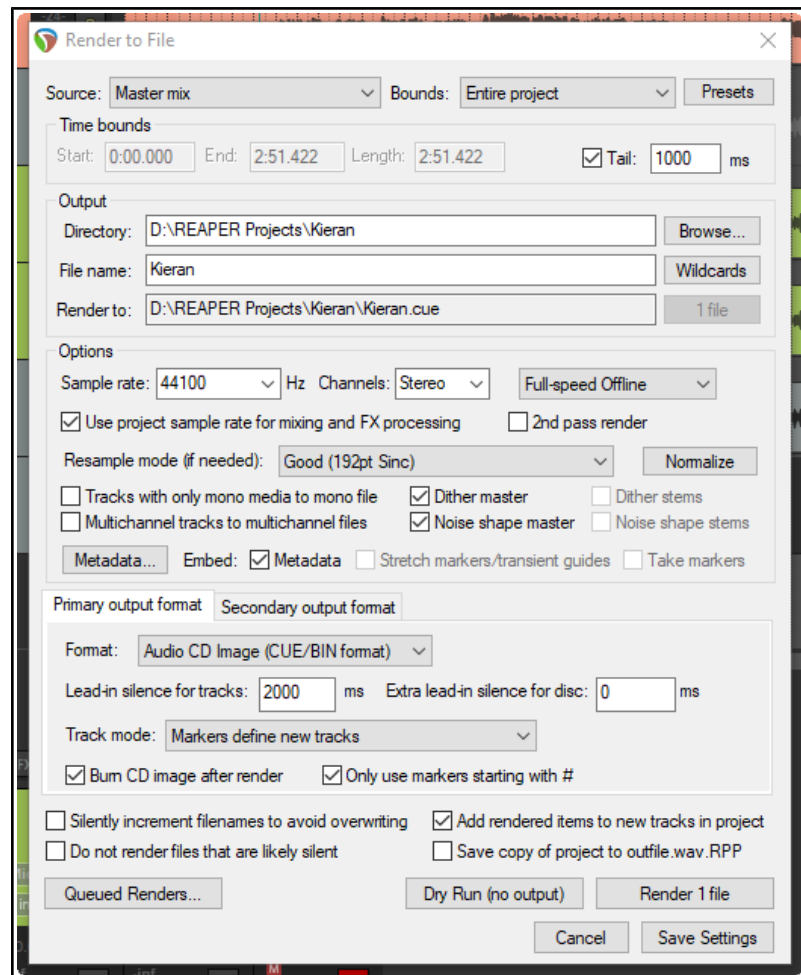 -24-
Render to File
Source: Master mix Bounds: Entire project Presets
Time bounds
Start: 0:00.000 End: 2:51.422 Length: 2:51.422 Tail: 1000 ms
Output
Directory: D:\REAPER Projects\Kieran Browse...
File name: Kieran Wildcards
Render to: D:\REAPER Projects\Kieran\Kieran.cue 1 file
Options
Sample rate: 44100 Hz Channels: Stereo Full-speed Offline
Use project sample rate for mixing and FX processing 2nd pass render
Resample mode (if needed): Good (192pt Sinc) Normalize
Tracks with only mono media to mono file Dither master Dither stems
Multichannel tracks to multichannel files Noise shape master Noise shape stems
Metadata... Embed: Metadata Stretch markers/transient guides Take markers
Primary output format Secondary output format
Format: Audio CD Image (CUE/BIN format)
Lead-in silence for tracks: 2000 ms Extra lead-in silence for disc: 0 ms
Track mode: Markers define new tracks
Burn CD image after render Only use markers starting with #
Silently increment filenames to avoid overwriting Add rendered items to new tracks in project
Do not render files that are likely silent Save copy of project to outfile.wav.RPP
Queued Renders... Dry Run (no output) Render 1 file
Cancel Save Settings
-inf -inf M